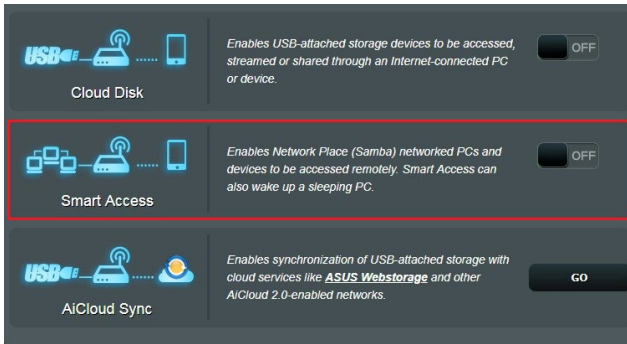 USB
Cloud Disk
Enables USB-attached storage devices to be accessed,
streamed or shared through an Internet-connected PC
or device.
OFF
Smart Access
Enables Network Place (Samba) networked PCs and
devices to be accessed remotely. Smart Access can
also wake up a sleeping PC.
OFF
USB
AiCloud Sync
Enables synchronization of USB-attached storage with
cloud services like ASUS Webstorage and other
AiCloud 2.0-enabled networks.
GO